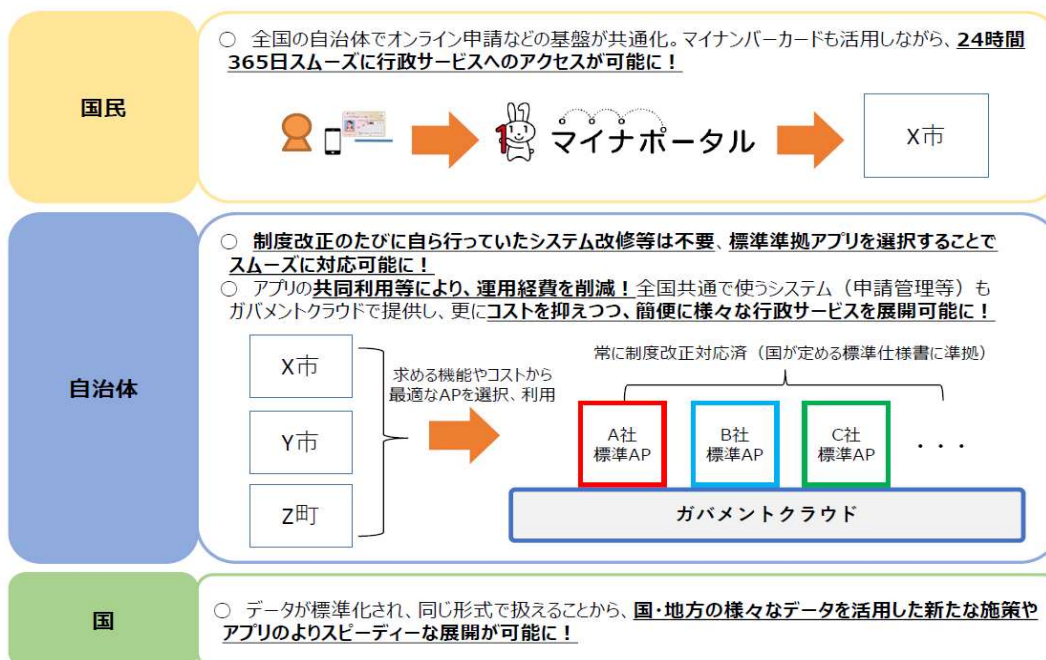 国民
○ 全国の自治体でオンライン申請などの基盤が共通化。マイナンバーカードも活用しながら、24時間
365日スムーズに行政サービスへのアクセスが可能に！
1
マイナポータル
X市
自治体
○ 制度改正のたびに自ら行っていたシステム改修等は不要、標準準拠アプリを選択することで
スムーズに対応可能に！
○ アプリの共同利用等により、運用経費を削減！全国共通で使うシステム（申請管理等）も
ガバメントクラウドで提供し、更にコストを抑えつつ、簡便に様々な行政サービスを展開可能に！
X市
Y市
Z町
求める機能やコストから
最適なAPを選択、利用
常に制度改正対応済（国が定める標準仕様書に準拠）
A社
標準AP
B社
標準AP
C社
標準AP
・・・
ガバメントクラウド
国
○ データが標準化され、同じ形式で扱えることから、国・地方の様々なデータを活用した新たな施策や
アプリのよりスピーディーな展開が可能に！